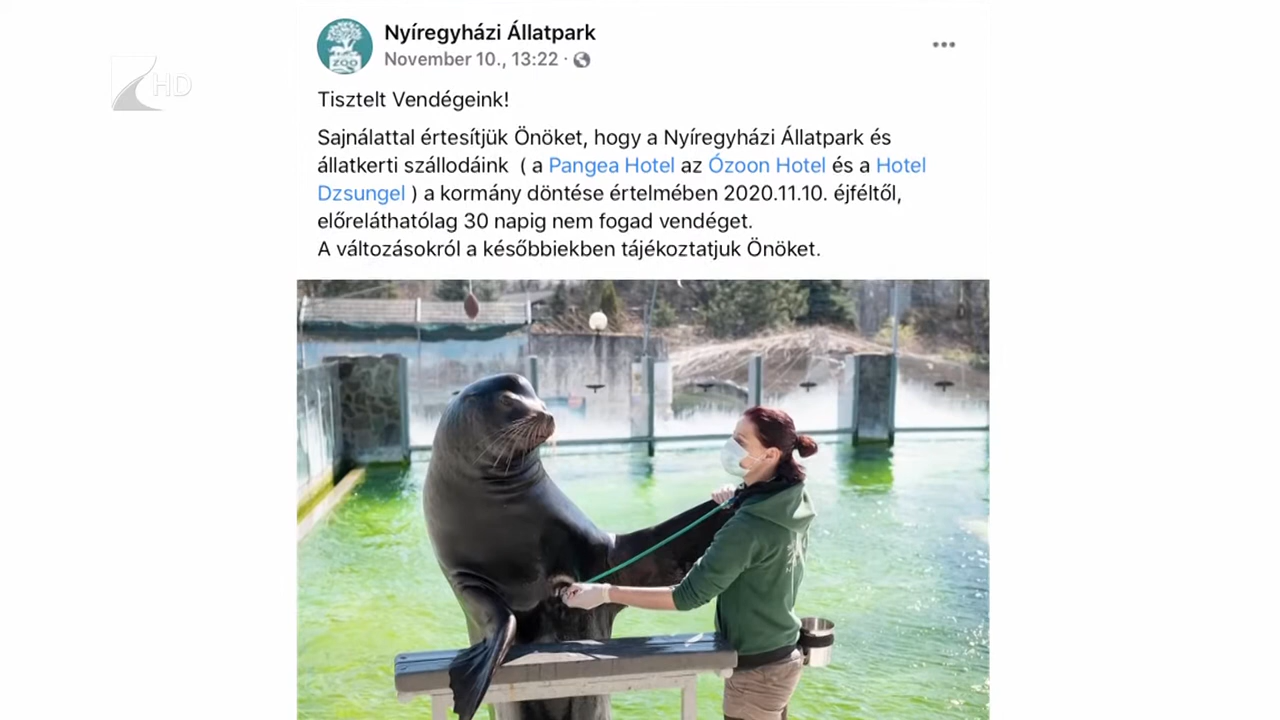 Nyíregyházi Állatpark
November 10., 13:22 ·
HD
ZOO
Tisztelt Vendégeink!
Sajnálattal értesítjük Önöket, hogy a Nyíregyházi Állatpark és
állatkerti szállodáink ( a Pangea Hotel az Ózoon Hotel és a Hotel
Dzsungel ) a kormány döntése értelmében 2020.11.10. éjféltől,
előreláthatólag 30 napig nem fogad vendéget.
A változásokról a későbbiekben tájékoztatjuk Önöket.